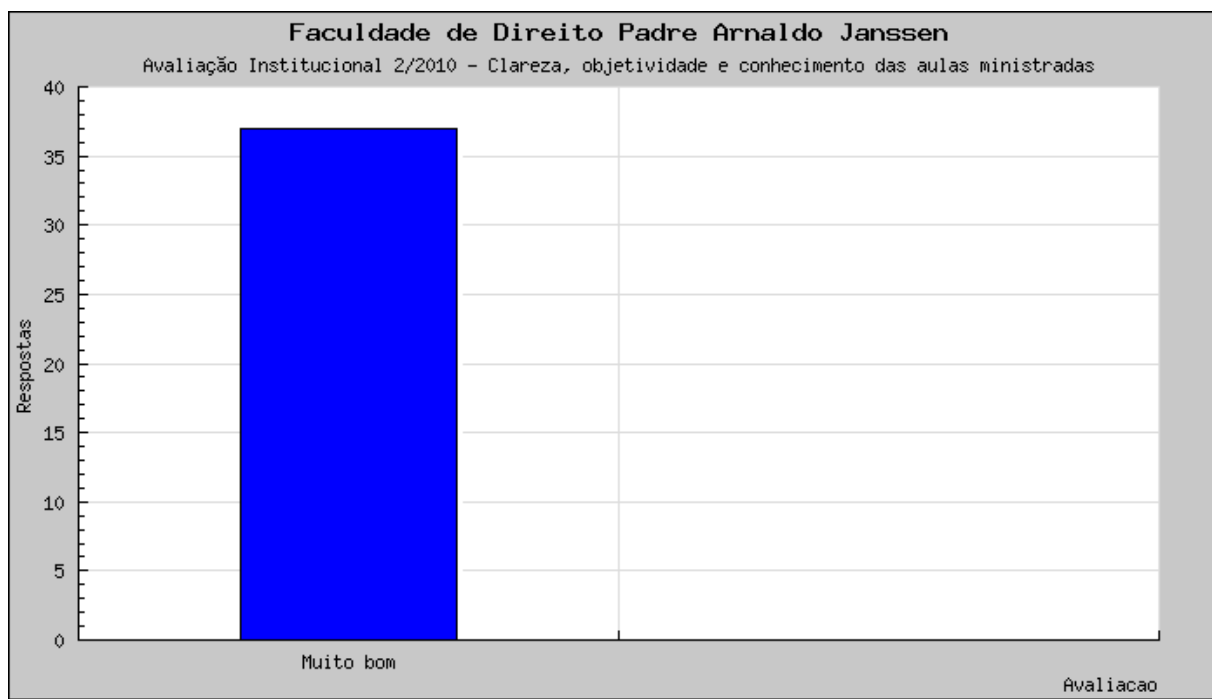 Faculdade de Direito Padre Arnaldo Janssen
Avaliação Institucional 2/2010 - Clareza, objetividade e conhecimento das aulas ministradas
40
35
30
25
20
15
10
5
0
Respostas
Muito bom
Avaliacao